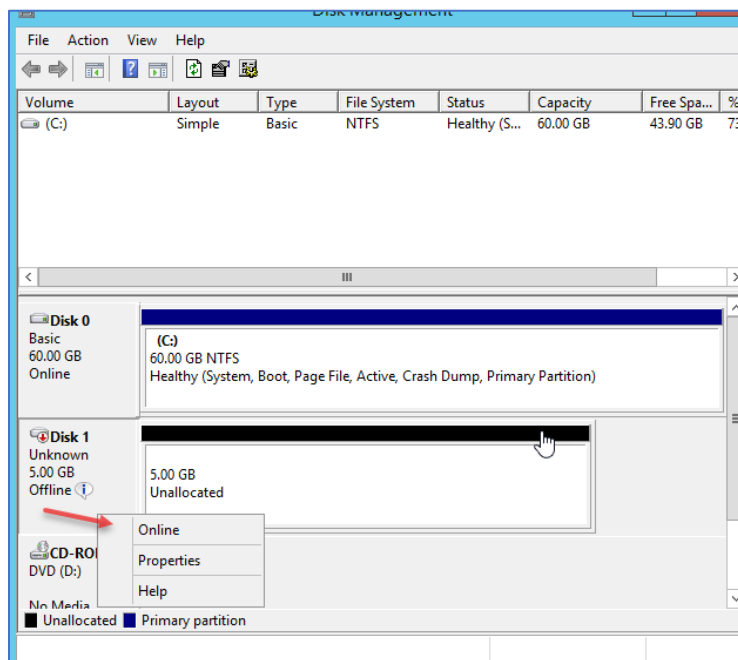 Disk Management
File Action View Help
Volume Layout Type File System Status Capacity Free Spa... %
(C:) Simple Basic NTFS Healthy (S... 60.00 GB 43.90 GB 73
Disk 0
Basic
60.00 GB
Online
(C:)
60.00 GB NTFS
Healthy (System, Boot, Page File, Active, Crash Dump, Primary Partition)
Disk 1
Unknown
5.00 GB
Offline
5.00 GB
Unallocated
Online
Properties
Help
CD-RO
DVD (D:)
No Media
Unallocated Primary partition